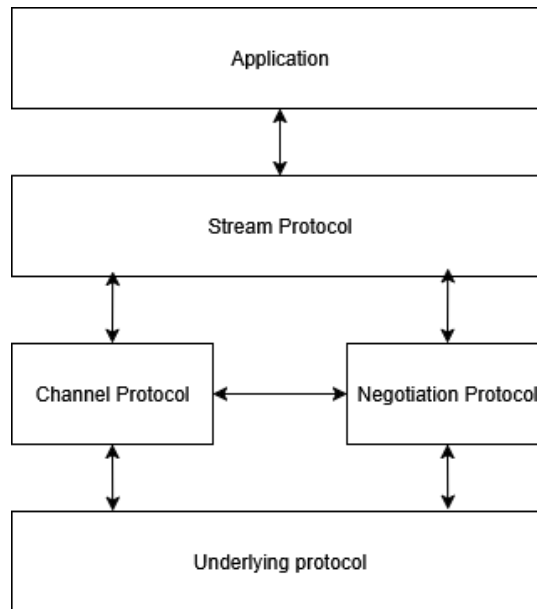 Application
Stream Protocol
Channel Protocol
Negotiation Protocol
Underlying protocol